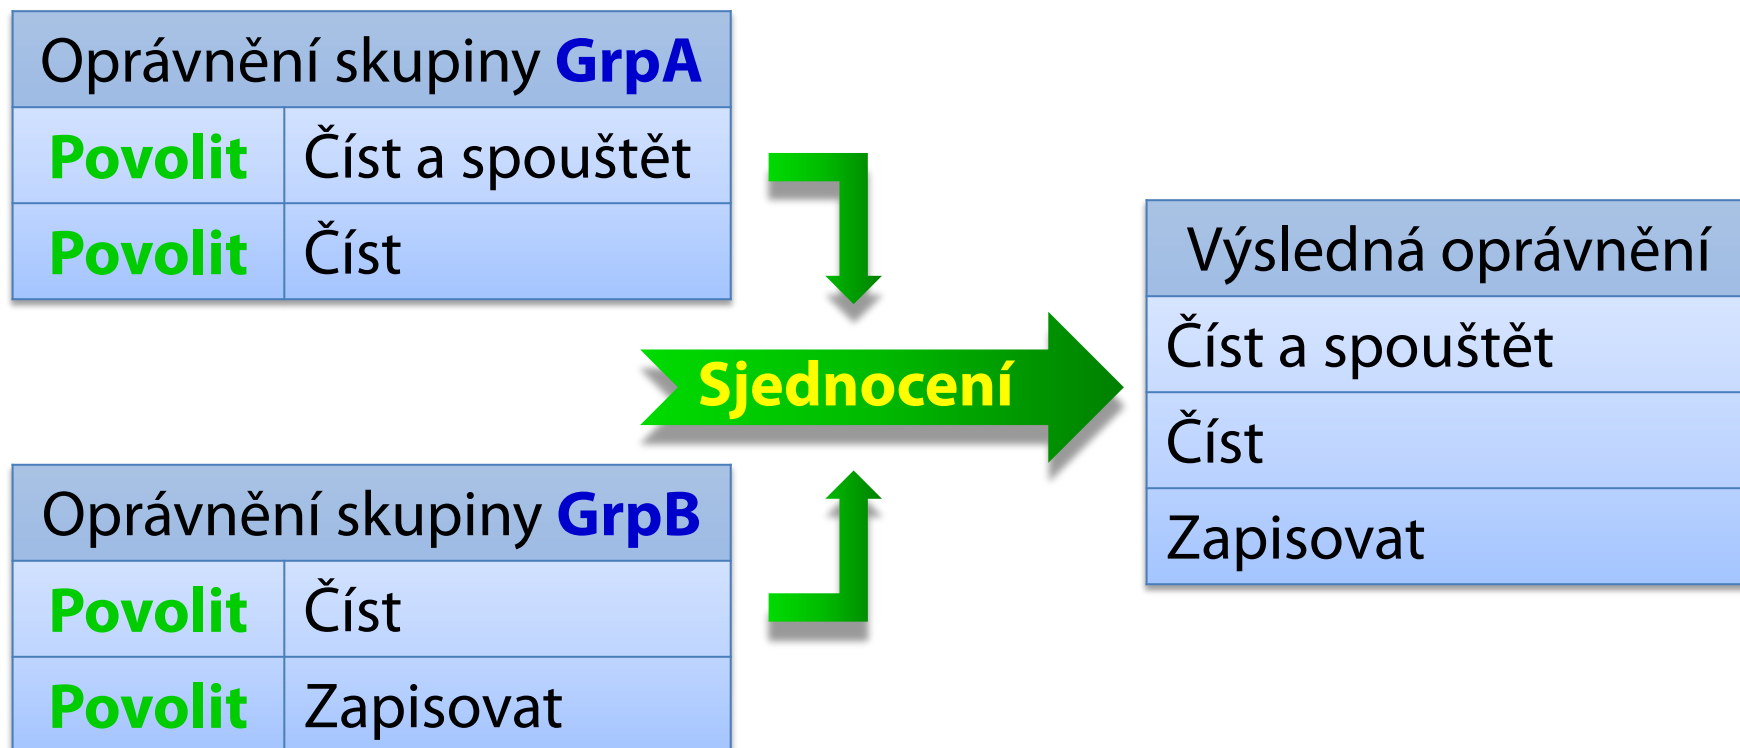 Oprávnění skupiny GrpA
Povolit Číst a spouštět
Povolit Číst
Sjednocení
Oprávnění skupiny GrpB
Povolit Číst
Povolit Zapisovat
Výsledná oprávnění
Číst a spouštět
Číst
Zapisovat